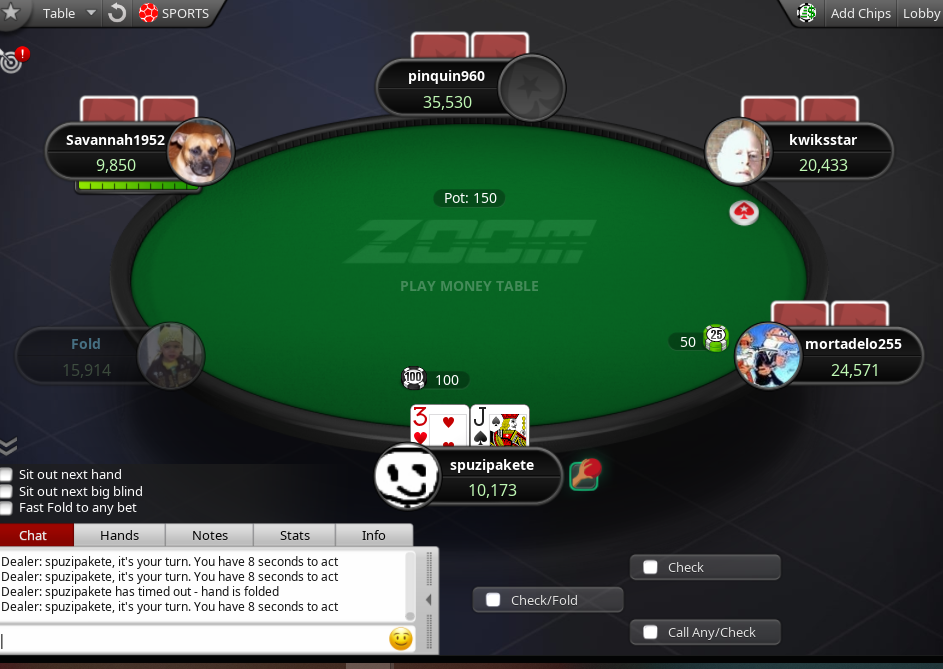 Table
SPORTS
Add Chips
Lobby
!
pinquin960
35,530
Savannah1952
9,850
kwiksstar
20,433
Pot: 150
ZOOM
PLAY MONEY TABLE
Fold
15,914
50
25
mortadelo255
24,571
100
100
3
J
spuzipakete
10,173
Sit out next hand
Sit out next big blind
Fast Fold to any bet
Chat
Hands
Notes
Stats
Info
Dealer: spuzipakete, it's your turn. You have 8 seconds to act
Dealer: spuzipakete, it's your turn. You have 8 seconds to act
Dealer: spuzipakete has timed out - hand is folded
Dealer: spuzipakete, it's your turn. You have 8 seconds to act
Check
Check/Fold
Call Any/Check